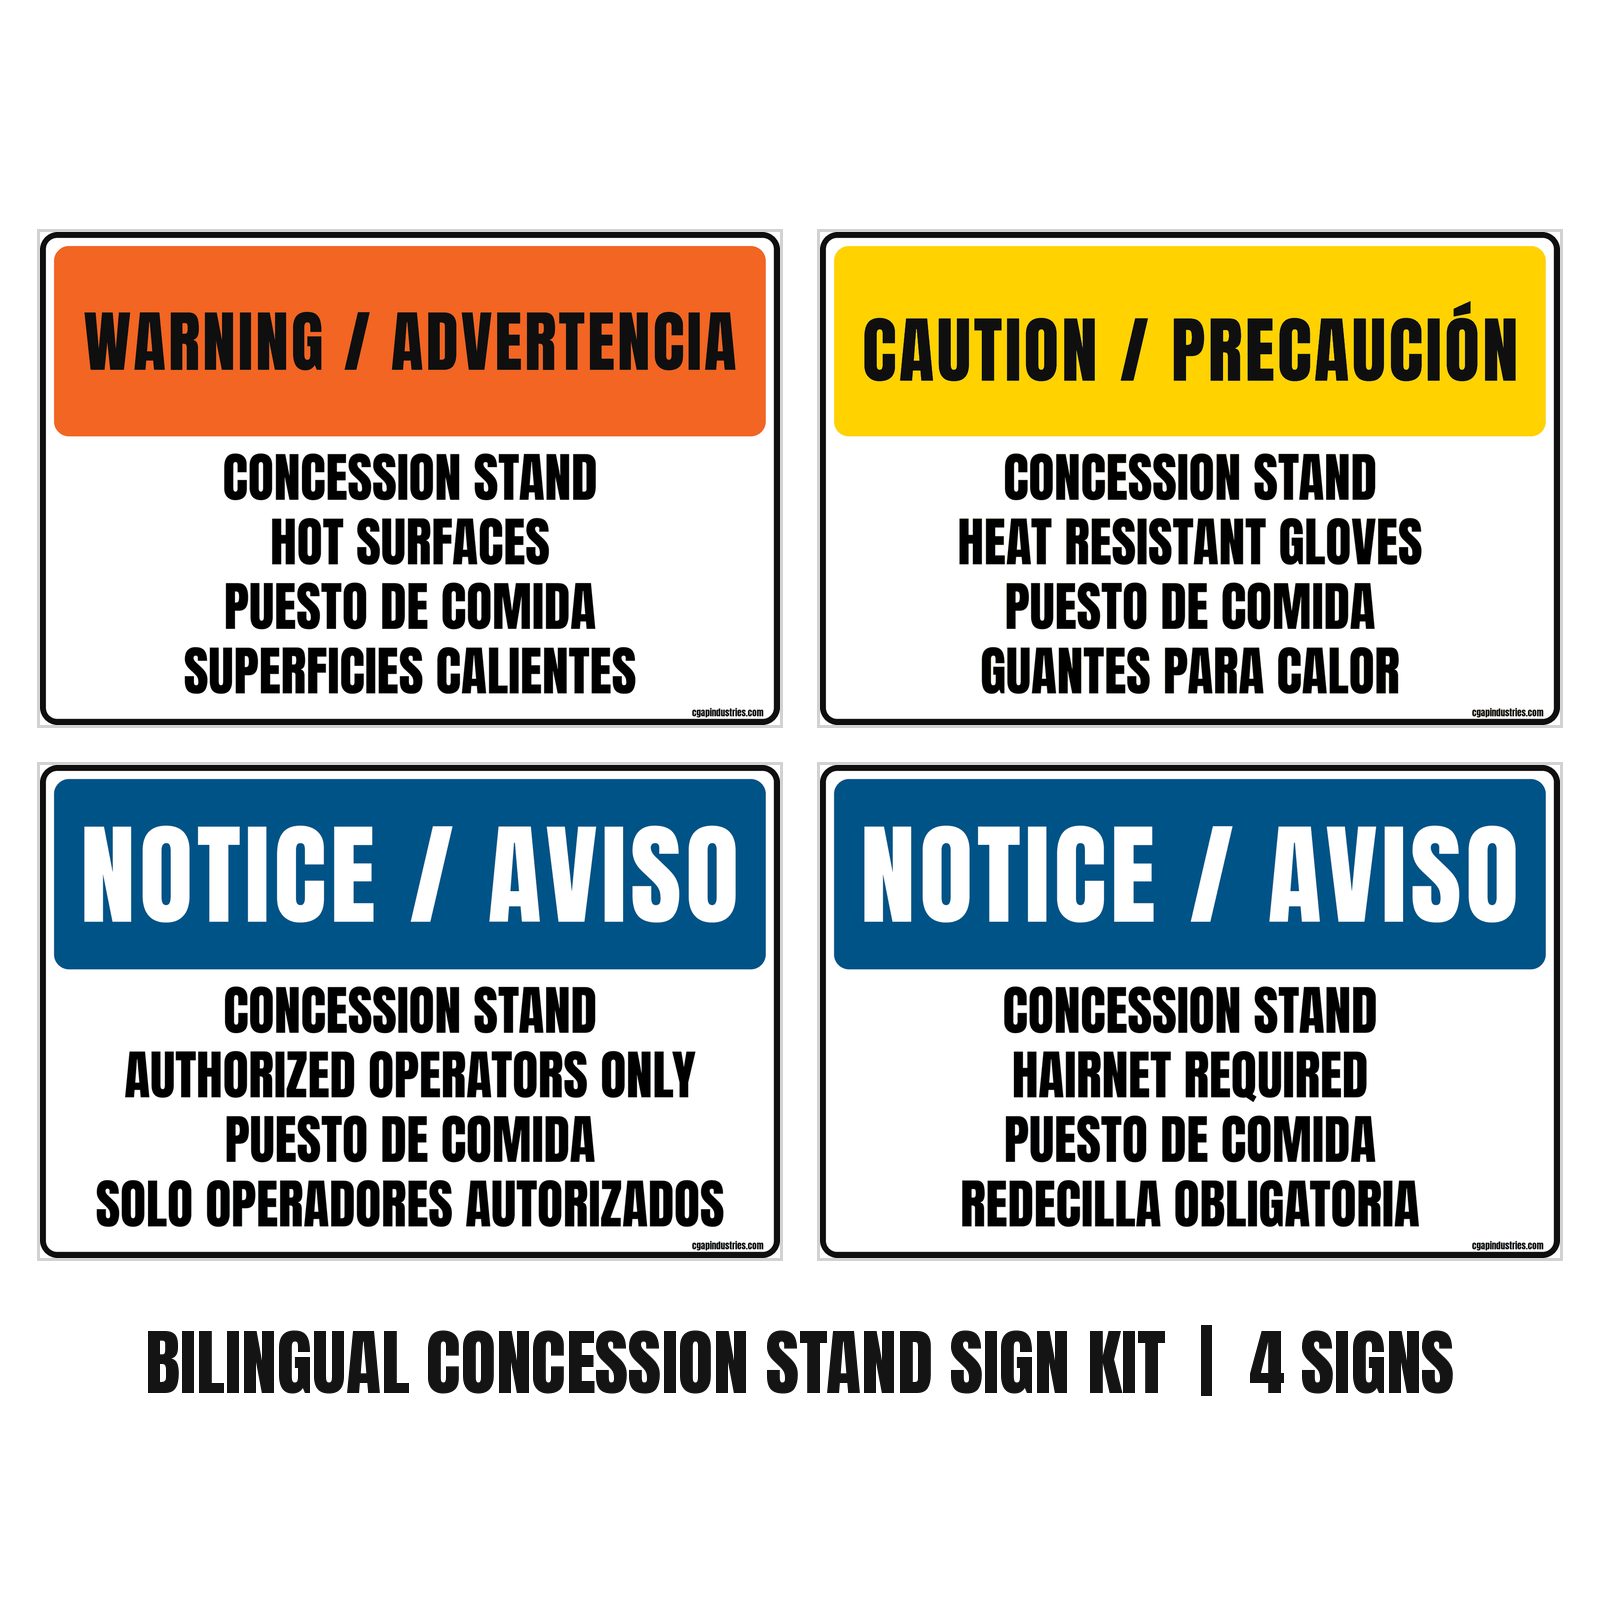 WARNING / ADVERTENCIA
CONCESSION STAND
HOT SURFACES
PUESTO DE COMIDA
SUPERFICIES CALIENTES
cgapindustries.com
CAUTION / PRECAUCIÓN
CONCESSION STAND
HEAT RESISTANT GLOVES
PUESTO DE COMIDA
GUANTES PARA CALOR
cgapindustries.com
NOTICE / AVISO
CONCESSION STAND
AUTHORIZED OPERATORS ONLY
PUESTO DE COMIDA
SOLO OPERADORES AUTORIZADOS
cgapindustries.com
NOTICE / AVISO
CONCESSION STAND
HAIRNET REQUIRED
PUESTO DE COMIDA
REDECILLA OBLIGATORIA
cgapindustries.com
BILINGUAL CONCESSION STAND SIGN KIT | 4 SIGNS